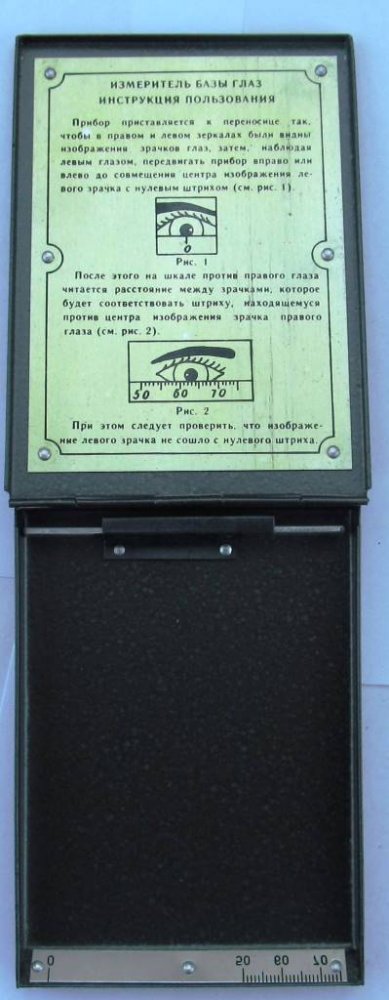 ИЗМЕРИТЕЛЬ БАЗЫ ГЛАЗ
ИНСТРУКЦИЯ ПОЛЬЗОВАНИЯ
Прибор приставляется к переносице так,
чтобы в правом и левом зеркалах были видны
изображения зрачков глаз, затем, наблюдая
левым глазом, передвигать прибор вправо или
влево до совмещения центра изображения ле-
вого зрачка с нулевым штрихом (см. рис. 1).
0
Рис. 1
После этого на шкале против правого глаза
читается расстояние между зрачками, которое
будет соответствовать штриху, находящемуся
против центра изображения зрачка правого
глаза (см. рис. 2).
50 60 70
Рис. 2
При этом следует проверить, что изображе-
ние левого зрачка не сошло с нулевого штриха.
0 50 60 70